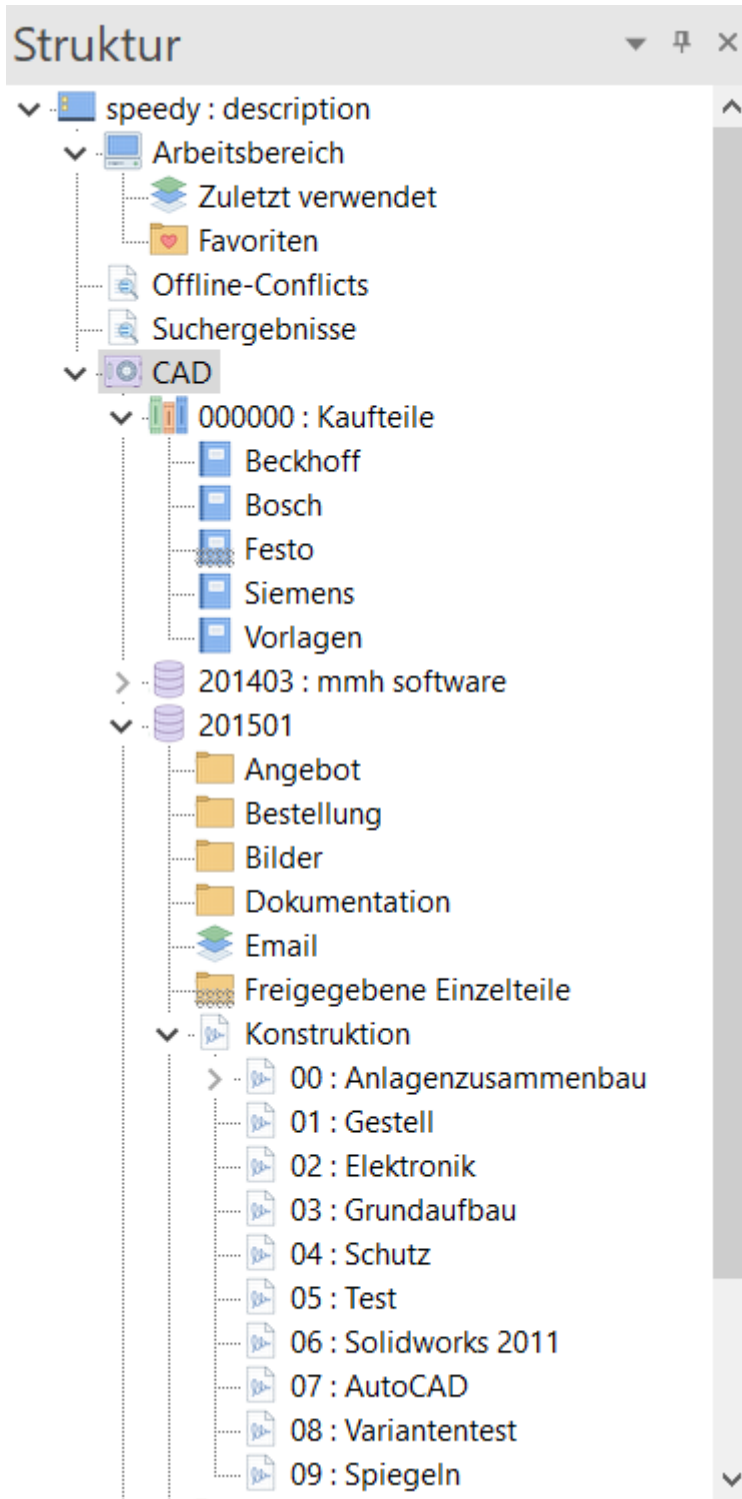 Struktur
speedy : description
Arbeitsbereich
Zuletzt verwendet
Favoriten
Offline-Conflicts
Suchergebnisse
CAD
000000 : Kaufteile
Beckhoff
Bosch
Festo
Siemens
Vorlagen
201403 : mmh software
201501
Angebot
Bestellung
Bilder
Dokumentation
Email
Freigegebene Einzelteile
Konstruktion
00 : Anlagenzusammenbau
01 : Gestell
02 : Elektronik
03 : Grundaufbau
04 : Schutz
05 : Test
06 : Solidworks 2011
07 : AutoCAD
08 : Variantentest
09 : Spiegeln